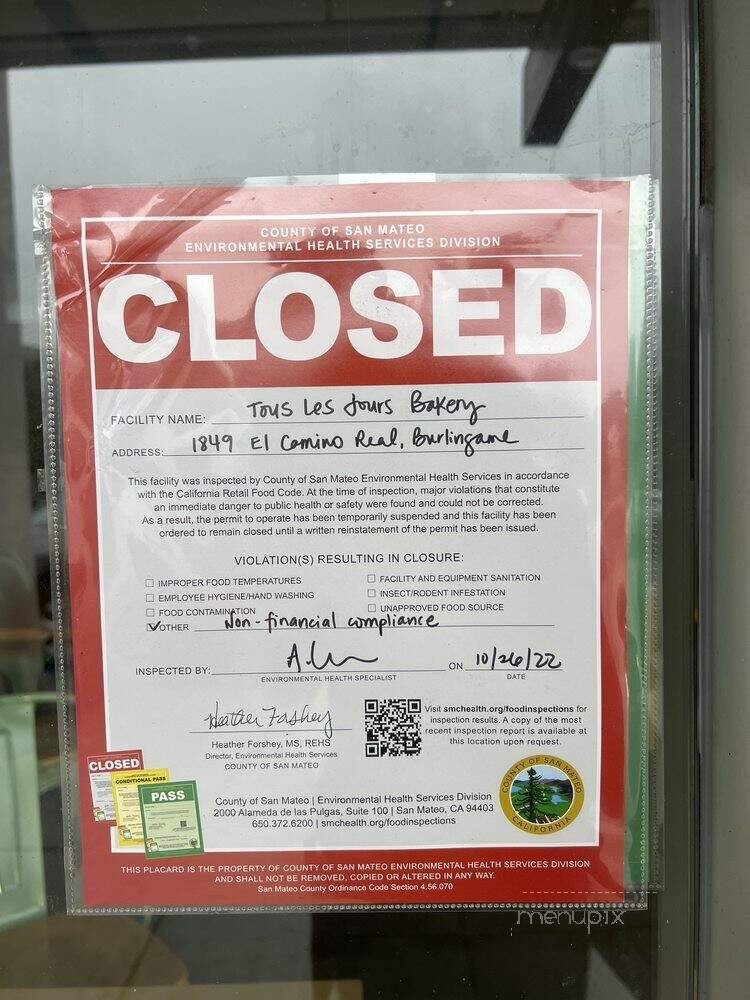 COUNTY OF SAN MATEO
ENVIRONMENTAL HEALTH SERVICES DIVISION
CLOSED
FACILITY NAME: Tous Les Jours Bakery
ADDRESS: 1849 El Camino Real, Burlingame
This facility was inspected by County of San Mateo Environmental Health Services in accordance
with the California Retail Food Code. At the time of inspection, major violations that constitute
an immediate danger to public health or safety were found and could not be corrected.
As a result, the permit to operate has been temporarily suspended and this facility has been
ordered to remain closed until a written reinstatement of the permit has been issued.
VIOLATION(S) RESULTING IN CLOSURE:
☐ IMPROPER FOOD TEMPERATURES ☐ FACILITY AND EQUIPMENT SANITATION
☐ EMPLOYEE HYGIENE/HAND WASHING ☐ INSECT/RODENT INFESTATION
☐ FOOD CONTAMINATION ☐ UNAPPROVED FOOD SOURCE
☑ OTHER Non-financial compliance
INSPECTED BY: ON 10/26/22
ENVIRONMENTAL HEALTH SPECIALIST DATE
Heather Forshey
Heather Forshey, MS, REHS
Director, Environmental Health Services
COUNTY OF SAN MATEO
Visit smchealth.org/foodinspections for
inspection results. A copy of the most
recent inspection report is available at
this location upon request.
CLOSED
CONDITIONAL PASS
PASS
County of San Mateo | Environmental Health Services Division
2000 Alameda de las Pulgas, Suite 100 | San Mateo, CA 94403
650.372.6200 | smchealth.org/foodinspections
COUNTY OF SAN MATEO
CALIFORNIA
THIS PLACARD IS THE PROPERTY OF COUNTY OF SAN MATEO ENVIRONMENTAL HEALTH SERVICES DIVISION
AND SHALL NOT BE REMOVED, COPIED OR ALTERED IN ANY WAY.
San Mateo County Ordinance Code Section 4.56.070
menupix